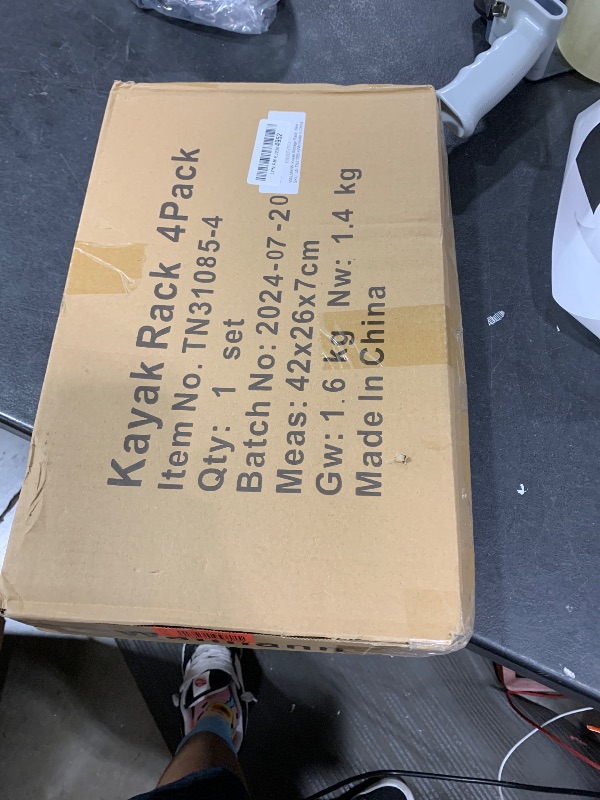 Kayak Rack 4Pack
Item No. TN31085-4
Qty: 1 set
Batch No: 2024-07-20
Meas: 42x26x7cm
Gw: 1.6 kg Nw: 1.4 kg
Made In China